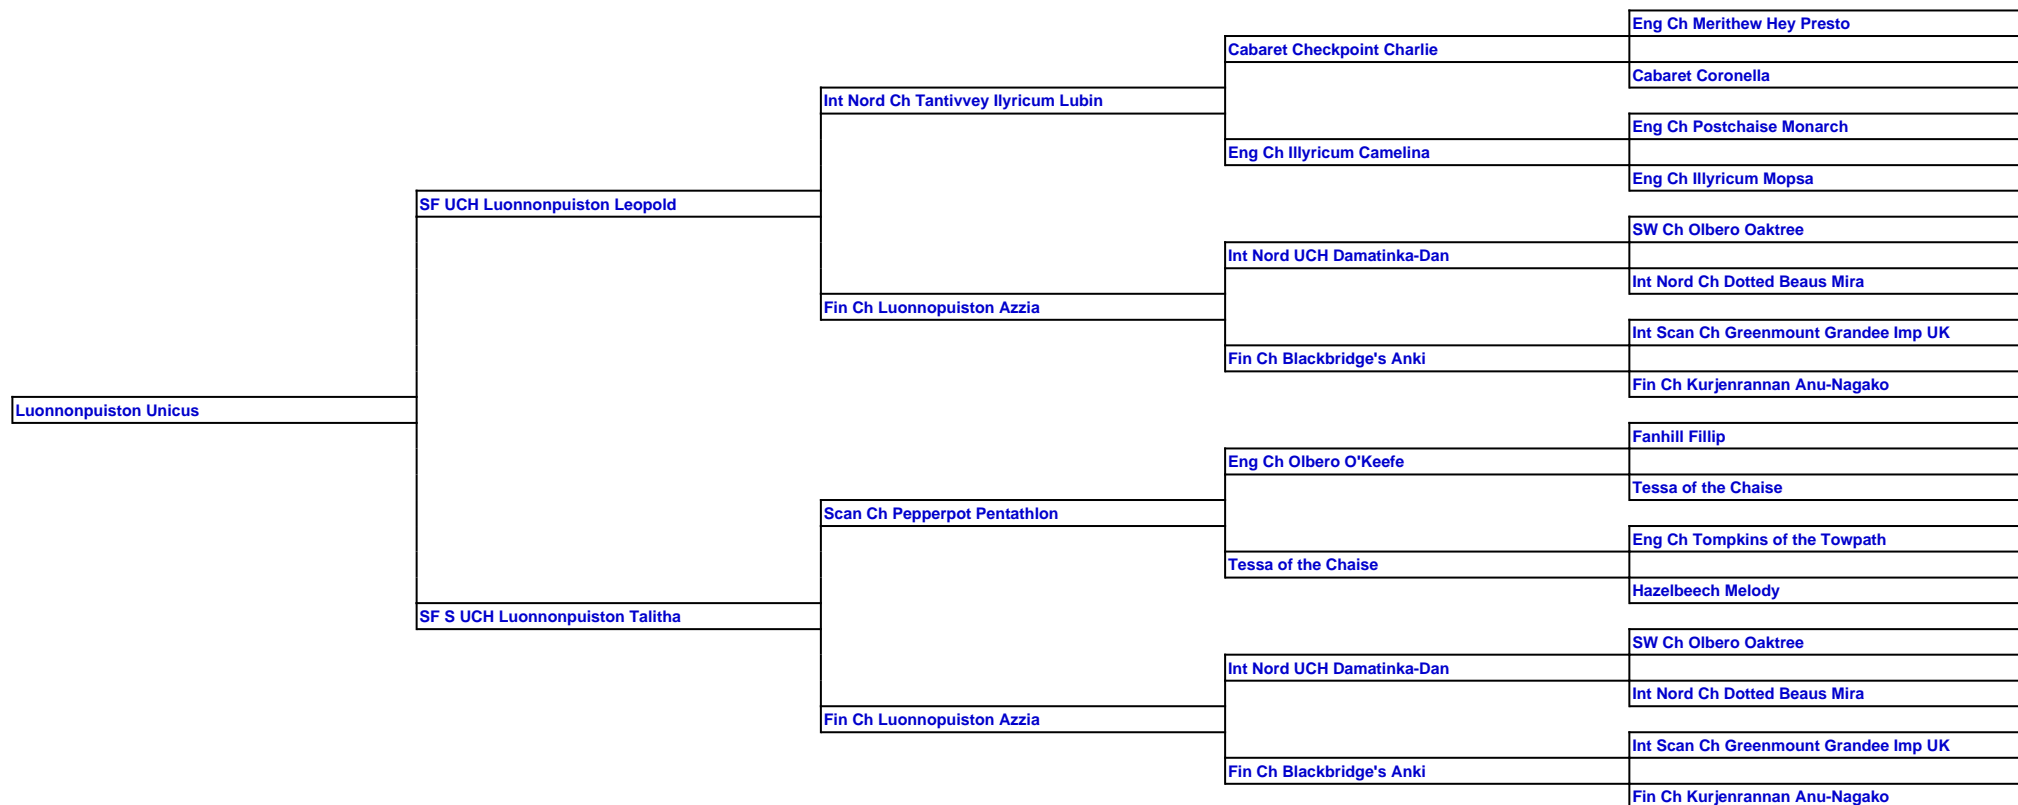 Eng Ch Merithew Hey Presto
Cabaret Checkpoint Charlie
Cabaret Coronella
Int Nord Ch Tantivvey Ilyricum Lubin
Eng Ch Postchaise Monarch
Eng Ch Illyricum Camelina
Eng Ch Illyricum Mopsa
SF UCH Luonnonpuiston Leopold
SW Ch Olbero Oaktree
Int Nord UCH Damatinka-Dan
Int Nord Ch Dotted Beaus Mira
Fin Ch Luonnopuiston Azzia
Int Scan Ch Greenmount Grandee Imp UK
Fin Ch Blackbridge's Anki
Fin Ch Kurjenrannan Anu-Nagako
Luonnonpuiston Unicus
Fanhill Fillip
Eng Ch Olbero O'Keefe
Tessa of the Chaise
Scan Ch Pepperpot Pentathlon
Eng Ch Tompkins of the Towpath
Tessa of the Chaise
Hazelbeech Melody
SF S UCH Luonnonpuiston Talitha
SW Ch Olbero Oaktree
Int Nord UCH Damatinka-Dan
Int Nord Ch Dotted Beaus Mira
Fin Ch Luonnopuiston Azzia
Int Scan Ch Greenmount Grandee Imp UK
Fin Ch Blackbridge's Anki
Fin Ch Kurjenrannan Anu-Nagako